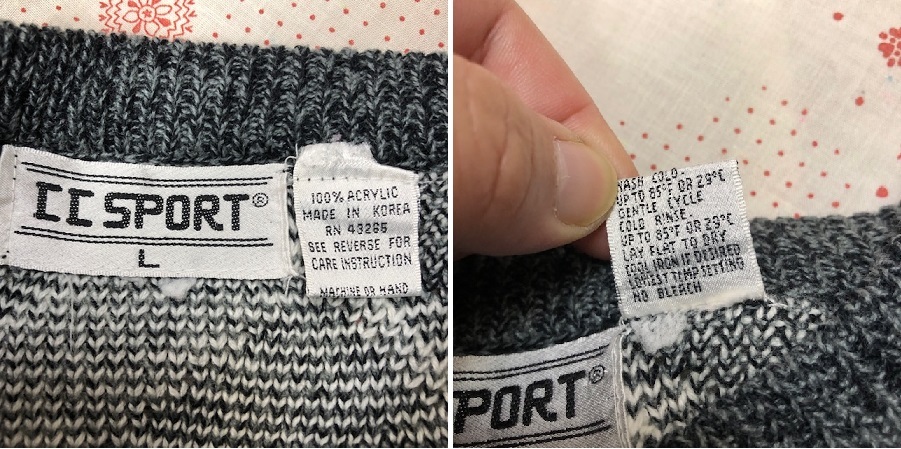 CC SPORT®
L
100% ACRYLIC
MADE IN KOREA
RN 43265
SEE REVERSE FOR
CARE INSTRUCTION
MACHINE OR HAND
WASH COLD.
UP TO 85°F OR 29°C
GENTLE CYCLE
COLD RINSE.
UP TO 85°F OR 29°C
LAY FLAT TO DRY
COOL IRON IF DESIRED
LOWEST TEMP SETTING
NO BLEACH
PORT®